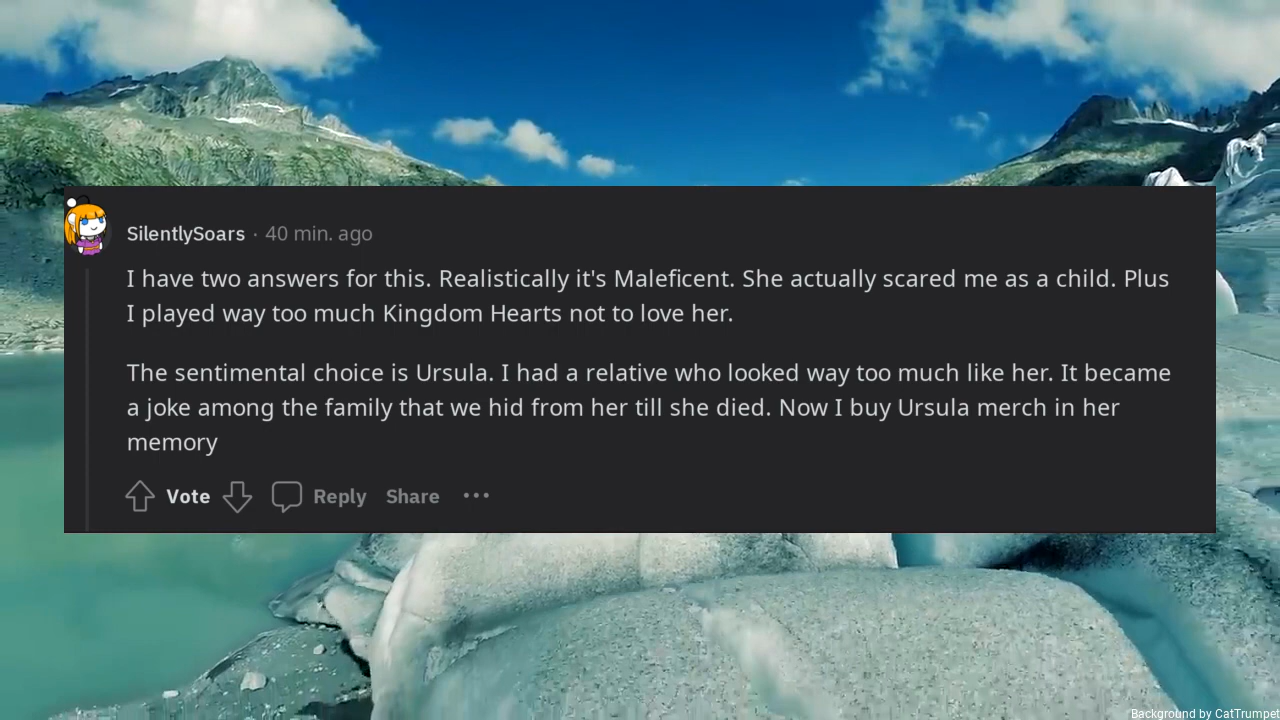 SilentlySoars · 40 min. ago
I have two answers for this. Realistically it's Maleficent. She actually scared me as a child. Plus
I played way too much Kingdom Hearts not to love her.
The sentimental choice is Ursula. I had a relative who looked way too much like her. It became
a joke among the family that we hid from her till she died. Now I buy Ursula merch in her
memory
Vote Reply Share •••
Background by CatTrumpet